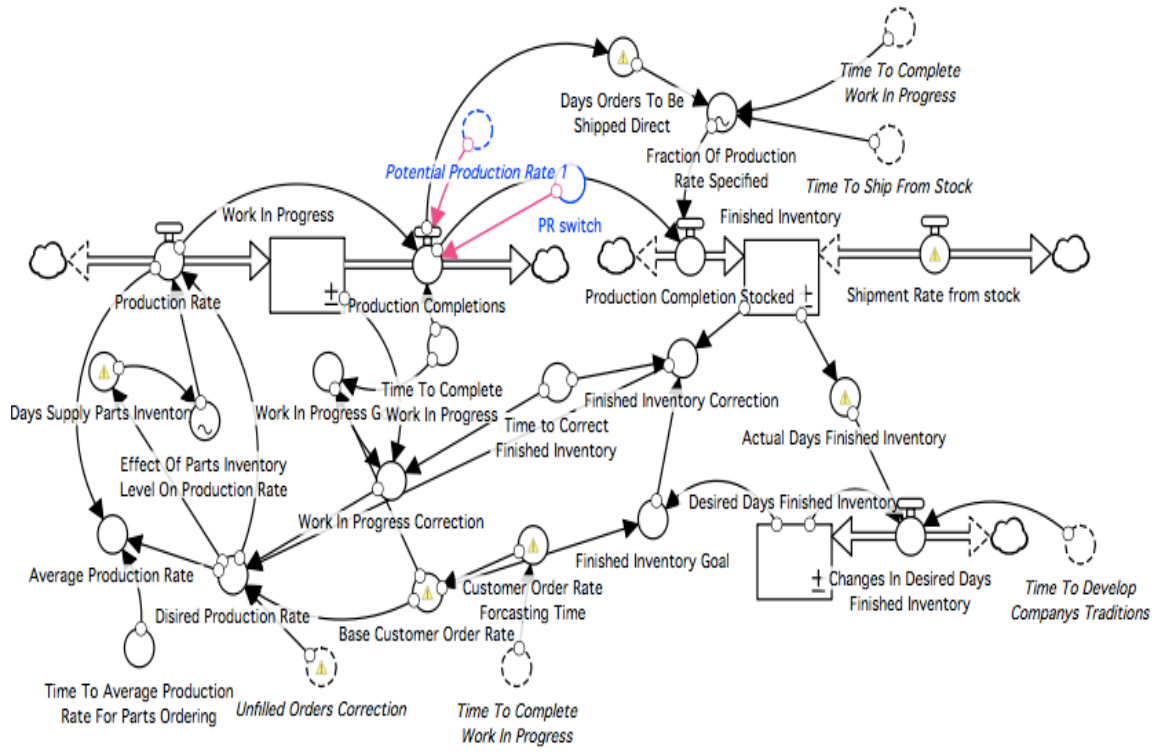 Time To Complete
Work In Progress
Days Orders To Be
Shipped Direct
Fraction Of Production
Rate Specified
Potential Production Rate 1
Time To Ship From Stock
Work In Progress
PR switch
Finished Inventory
Production Rate
Production Completions
Production Completion Stocked
Shipment Rate from stock
Days Supply Parts Inventor
Work In Progress G
Time To Complete
Work In Progress
Time to Correct
Finished Inventory
Finished Inventory Correction
Actual Days Finished Inventory
Effect Of Parts Inventory
Level On Production Rate
Work In Progress Correction
Desired Days Finished Inventory
Average Production Rate
Disired Production Rate
Base Customer Order Rate
Customer Order Rate
Forcasting Time
Finished Inventory Goal
Changes In Desired Days
Finished Inventory
Time To Develop
Companys Traditions
Time To Average Production
Rate For Parts Ordering
Unfilled Orders Correction
Time To Complete
Work In Progress